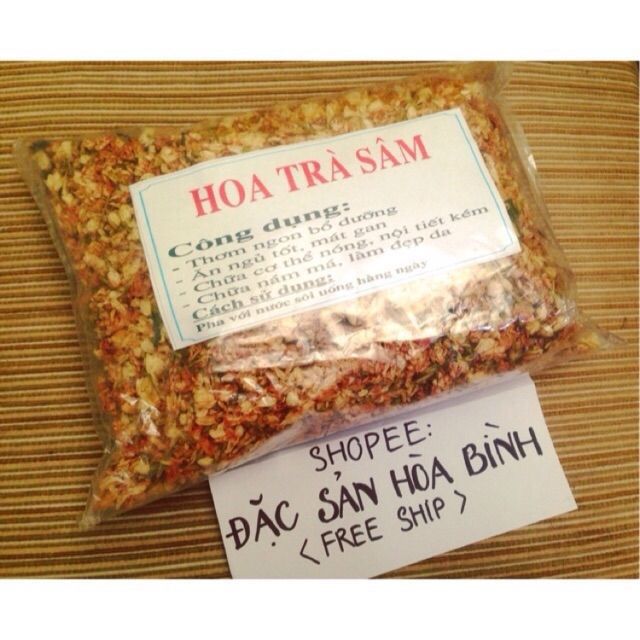 HOA TRÀ SÂM
Công dụng:
- Thơm ngon bổ dưỡng
- Ăn ngủ tốt, mát gan
- Chữa cơ thể nóng, nội tiết kém
- Chữa nám má, làm đẹp da
Cách sử dụng:
Pha với nước sôi uống hàng ngày
SHOPEE:
ĐẶC SẢN HÒA BÌNH
< FREE SHIP >